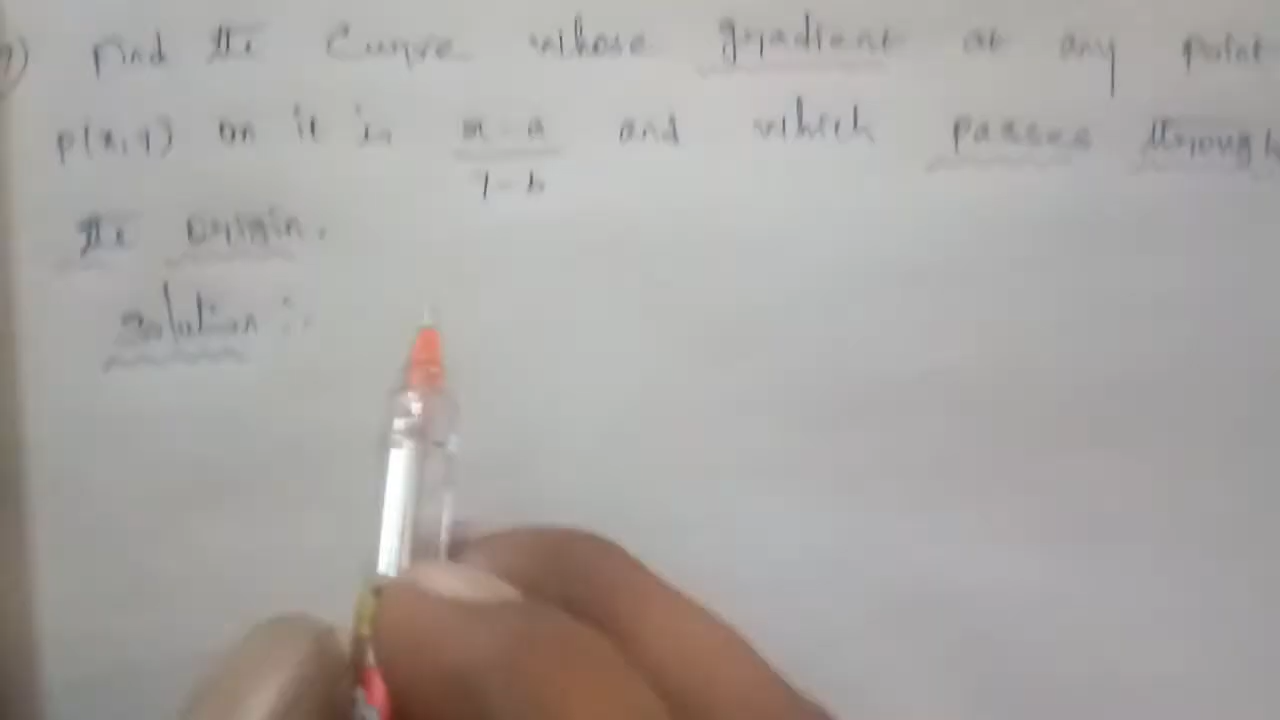 Find the Curve whose gradient at any point
P(x,y) on it is x-a/y-b and which passes through
the origin.
Solution :-